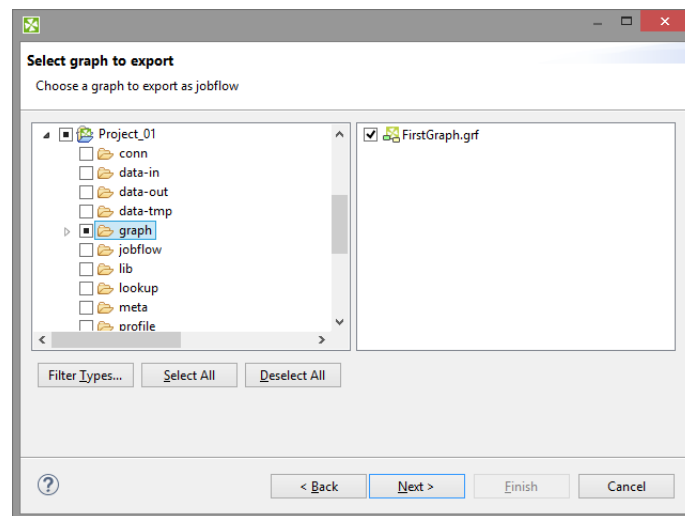 Select graph to export
Choose a graph to export as jobflow
Project_01
FirstGraph.grf
conn
data-in
data-out
data-tmp
graph
jobflow
lib
lookup
meta
profile
Filter Types...
Select All
Deselect All
< Back
Next >
Finish
Cancel